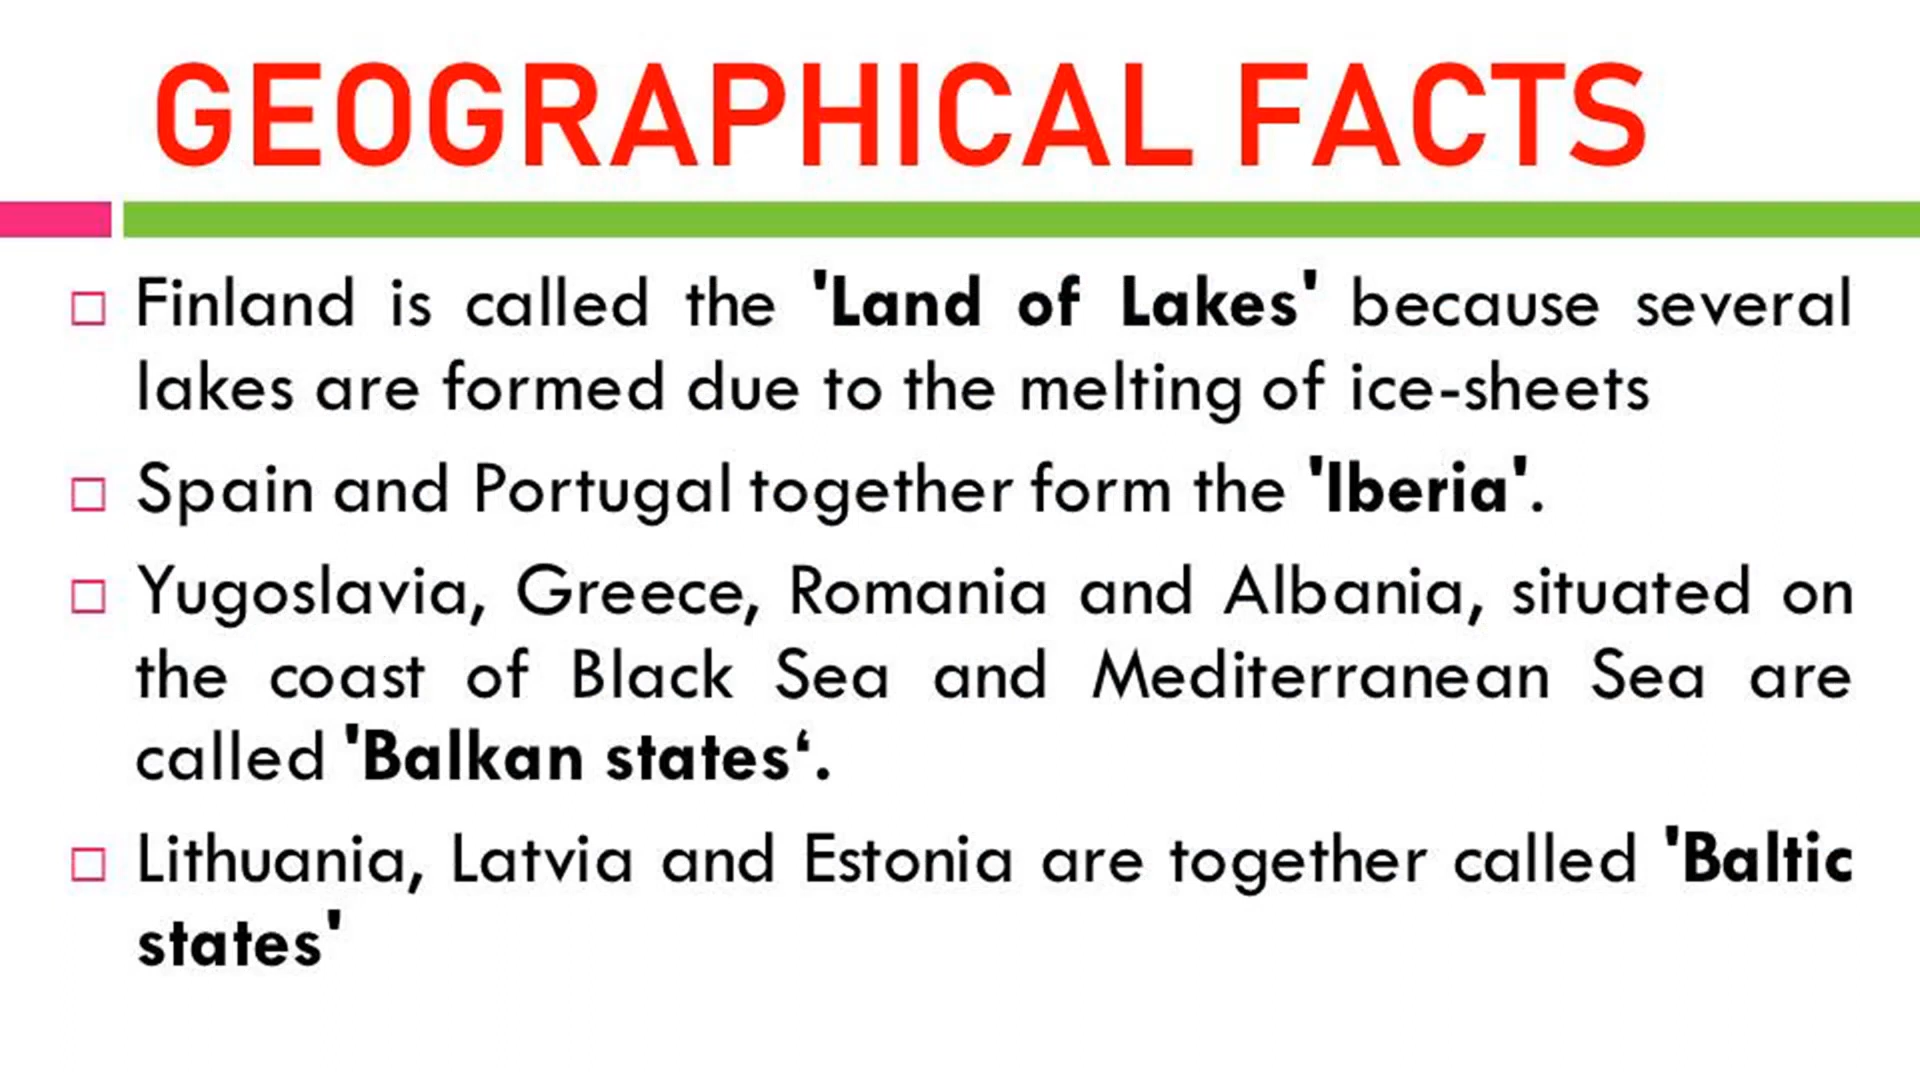 GEOGRAPHICAL FACTS
Finland is called the 'Land of Lakes' because several
lakes are formed due to the melting of ice-sheets
Spain and Portugal together form the 'Iberia'.
Yugoslavia, Greece, Romania and Albania, situated on
the coast of Black Sea and Mediterranean Sea are
called 'Balkan states‘.
Lithuania, Latvia and Estonia are together called 'Baltic
states'